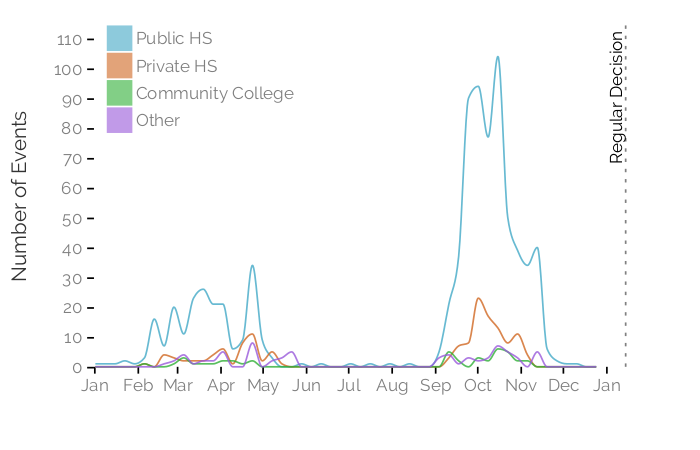 Number of Events
110
100
90
80
70
60
50
40
30
20
10
0
Public HS
Private HS
Community College
Other
Regular Decision
Jan Feb Mar Apr May Jun Jul Aug Sep Oct Nov Dec Jan